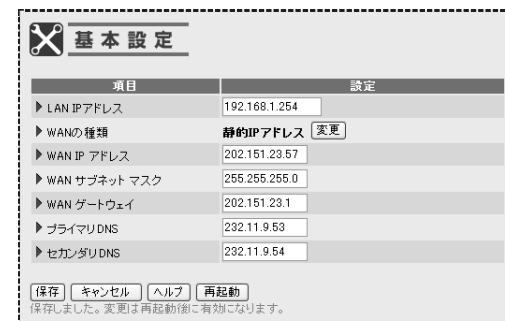 基本設定
項目 設定
LAN IPアドレス 192.168.1.254
WANの種類 静的IPアドレス 変更
WAN IP アドレス 202.151.23.57
WAN サブネット マスク 255.255.255.0
WAN ゲートウェイ 202.151.23.1
プライマリDNS 232.11.9.53
セカンダリDNS 232.11.9.54
保存 キャンセル ヘルプ 再起動
保存しました。変更は再起動後に有効になります。